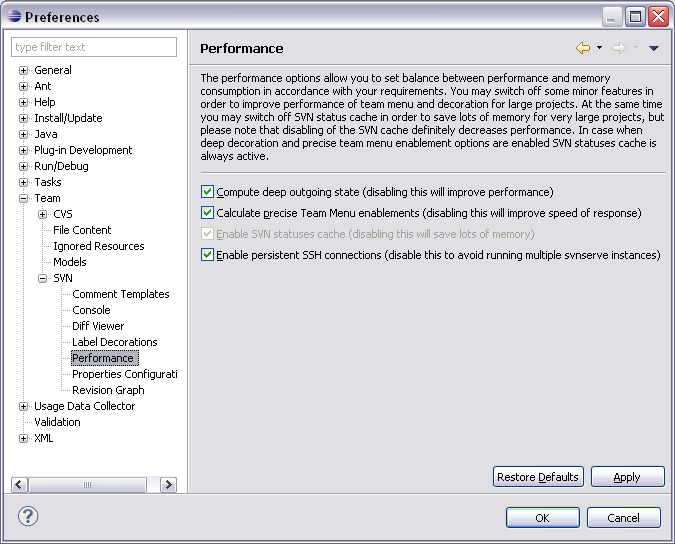 Preferences
type filter text
General
Ant
Help
Install/Update
Java
Plug-in Development
Run/Debug
Tasks
Team
CVS
File Content
Ignored Resources
Models
SVN
Comment Templates
Console
Diff Viewer
Label Decorations
Performance
Properties Configurati
Revision Graph
Usage Data Collector
Validation
XML
Performance
The performance options allow you to set balance between performance and memory
consumption in accordance with your requirements. You may switch off some minor features in
order to improve performance of team menu and decoration for large projects. At the same time
you may switch off SVN status cache in order to save lots of memory for very large projects, but
please note that disabling of the SVN cache definitely decreases performance. In case when
deep decoration and precise team menu enablement options are enabled SVN statuses cache is
always active.
Compute deep outgoing state (disabling this will improve performance)
Calculate precise Team Menu enablements (disabling this will improve speed of response)
Enable SVN statuses cache (disabling this will save lots of memory)
Enable persistent SSH connections (disable this to avoid running multiple svnserve instances)
Restore Defaults
Apply
?
OK
Cancel